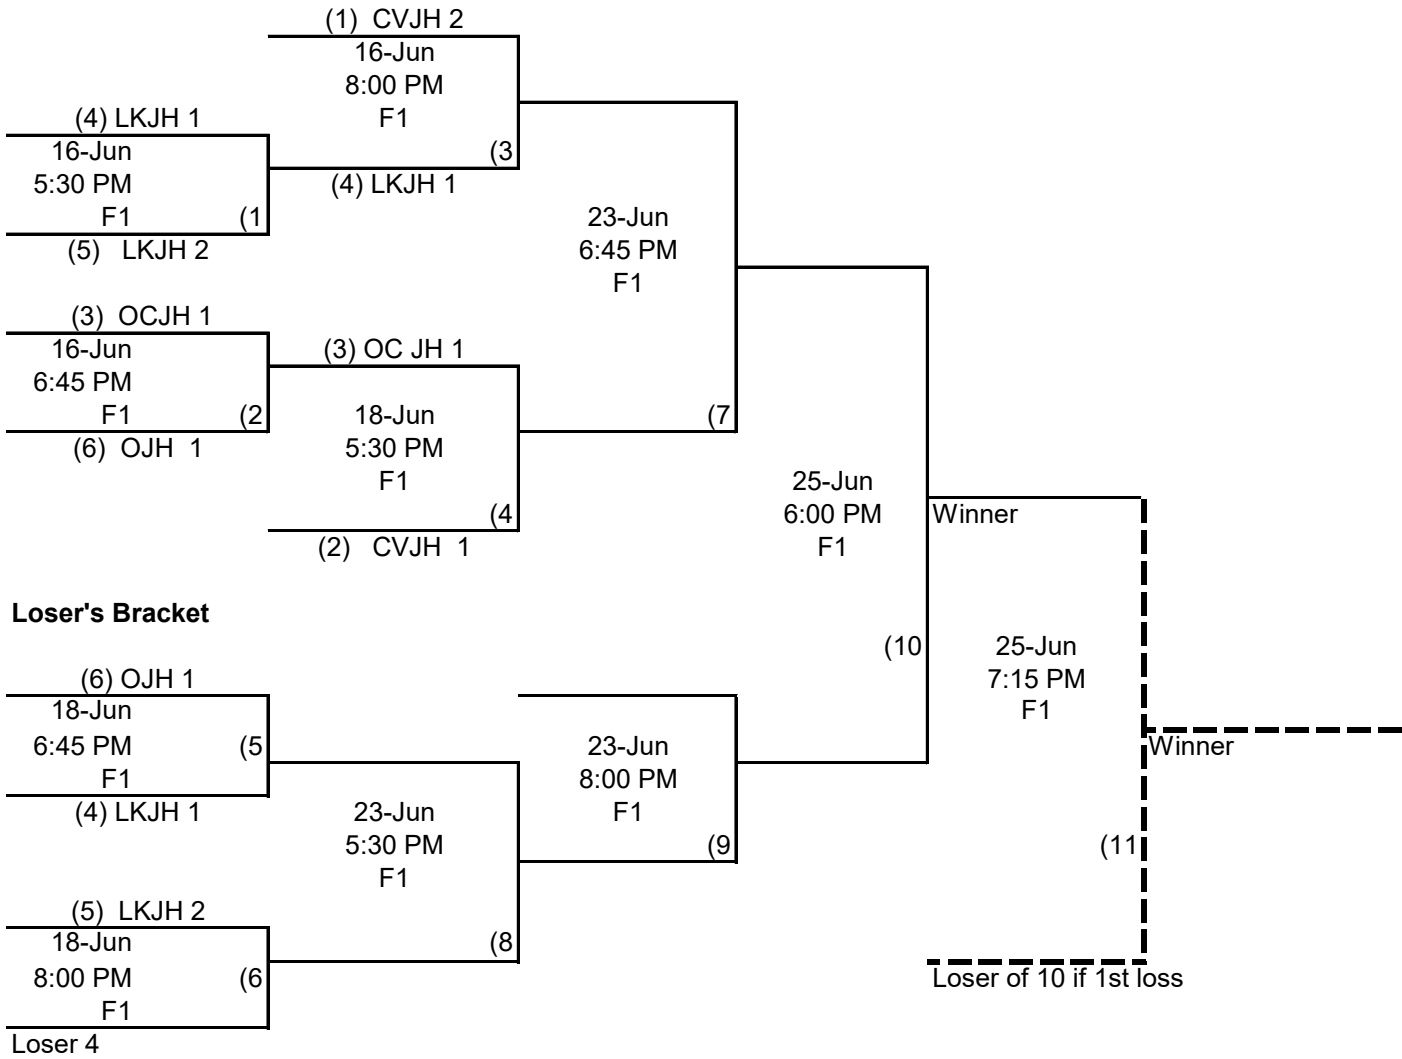 (1) CVJH 2
16-Jun
8:00 PM
F1
(3
(4) LKJH 1
16-Jun
5:30 PM
F1
(1
(4) LKJH 1
(5) LKJH 2
23-Jun
6:45 PM
F1
(3) OCJH 1
16-Jun
6:45 PM
F1
(2
(6) OJH 1
(3) OC JH 1
18-Jun
5:30 PM
F1
(4
(2) CVJH 1
(7
25-Jun
6:00 PM
F1
Winner
Loser's Bracket
(10
25-Jun
7:15 PM
F1
(6) OJH 1
18-Jun
6:45 PM
F1
(5
(4) LKJH 1
23-Jun
8:00 PM
F1
(9
Winner
23-Jun
5:30 PM
F1
(8
(11
(5) LKJH 2
18-Jun
8:00 PM
F1
(6
Loser of 10 if 1st loss
Loser 4